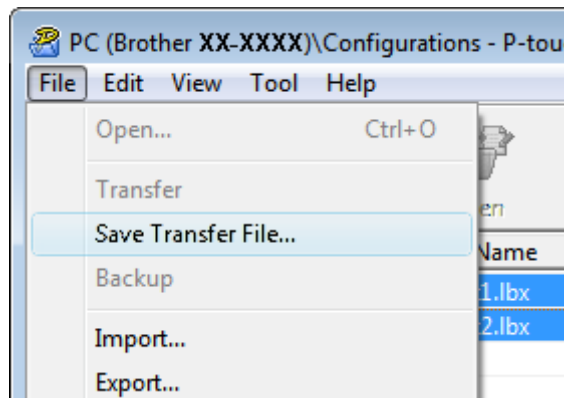 PC (Brother XX-XXXX)\Configurations - P-tou
File Edit View Tool Help
Open... Ctrl+O
Transfer
en
Save Transfer File...
Name
Backup
1.lbx
2.lbx
Import...
Export...